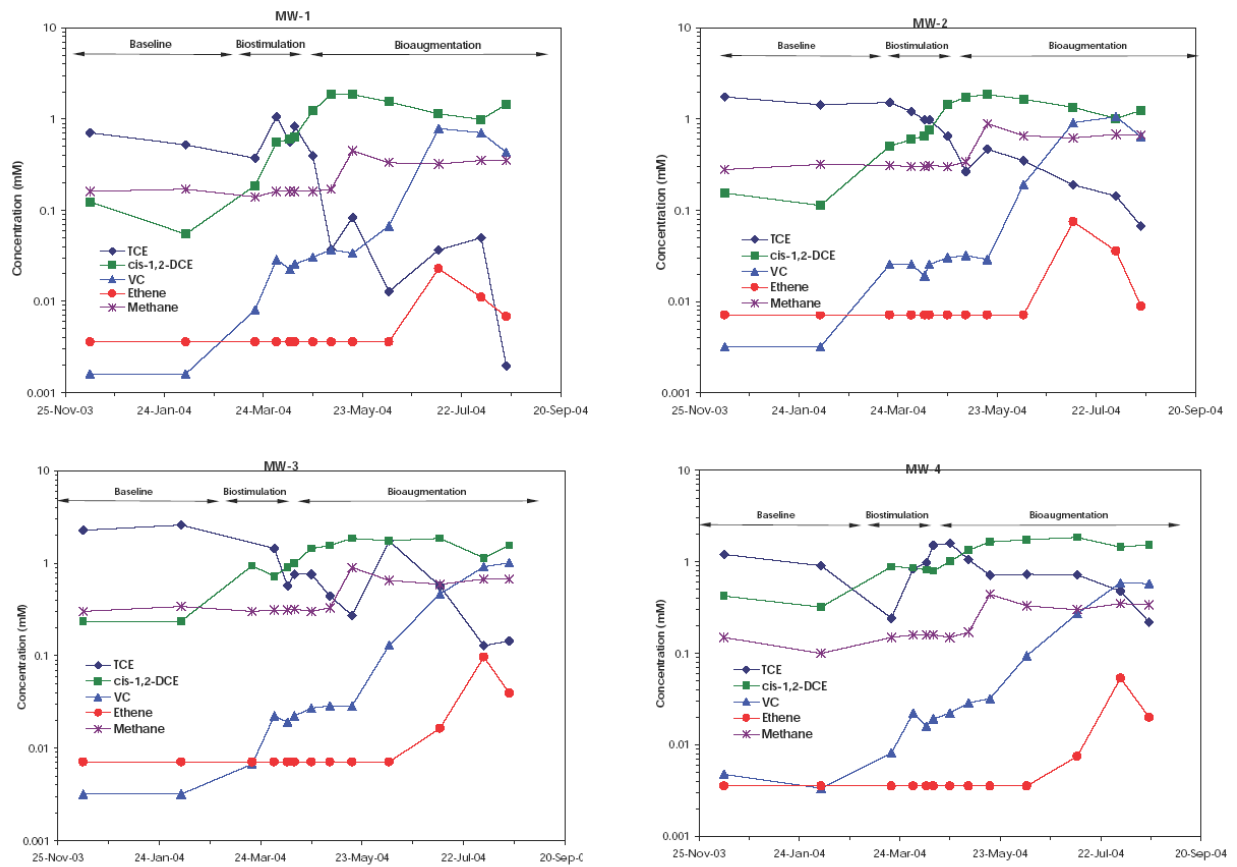 MW-1
Baseline Biostimulation Bioaugmentation
10
1
0.1
0.01
0.001
Concentration (mM)
TCE
cis-1,2-DCE
VC
Ethene
Methane
25-Nov-03 24-Jan-04 24-Mar-04 23-May-04 22-Jul-04 20-Sep-04
MW-2
Baseline Biostimulation Bioaugmentation
10
1
0.1
0.01
0.001
Concentration (mM)
TCE
cis-1,2-DCE
VC
Ethene
Methane
25-Nov-03 24-Jan-04 24-Mar-04 23-May-04 22-Jul-04 20-Sep-04
MW-3
Baseline Biostimulation Bioaugmentation
10
1
0.1
0.01
0.001
Concentration (mM)
TCE
cis-1,2-DCE
VC
Ethene
Methane
25-Nov-03 24-Jan-04 24-Mar-04 23-May-04 22-Jul-04 20-Sep-0
MW-4
Baseline Biostimulation Bioaugmentation
10
1
0.1
0.01
0.001
Concentration (mM)
TCE
cis-1,2-DCE
VC
Ethene
Methane
25-Nov-03 24-Jan-04 24-Mar-04 23-May-04 22-Jul-04 20-Sep-04